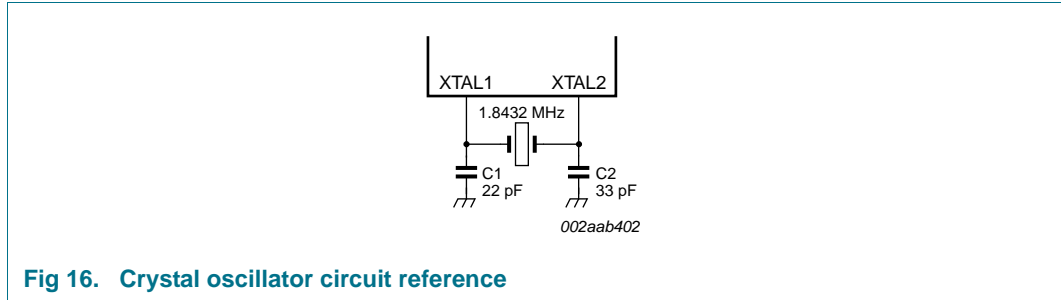 XTAL1 XTAL2
1.8432 MHz
C1
22 pF
C2
33 pF
002aab402
Fig 16. Crystal oscillator circuit reference